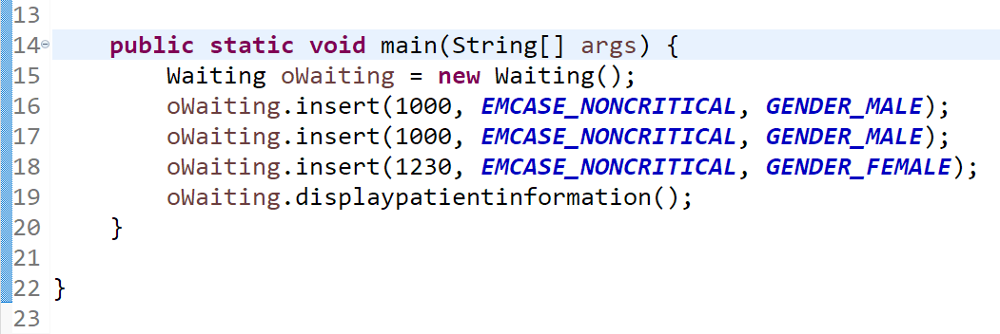 13
14    public static void main(String[] args) {
15        Waiting oWaiting = new Waiting();
16        oWaiting.insert(1000, EMCASE_NONCRITICAL, GENDER_MALE);
17        oWaiting.insert(1000, EMCASE_NONCRITICAL, GENDER_MALE);
18        oWaiting.insert(1230, EMCASE_NONCRITICAL, GENDER_FEMALE);
19        oWaiting.displaypatientinformation();
20    }
21
22 }
23